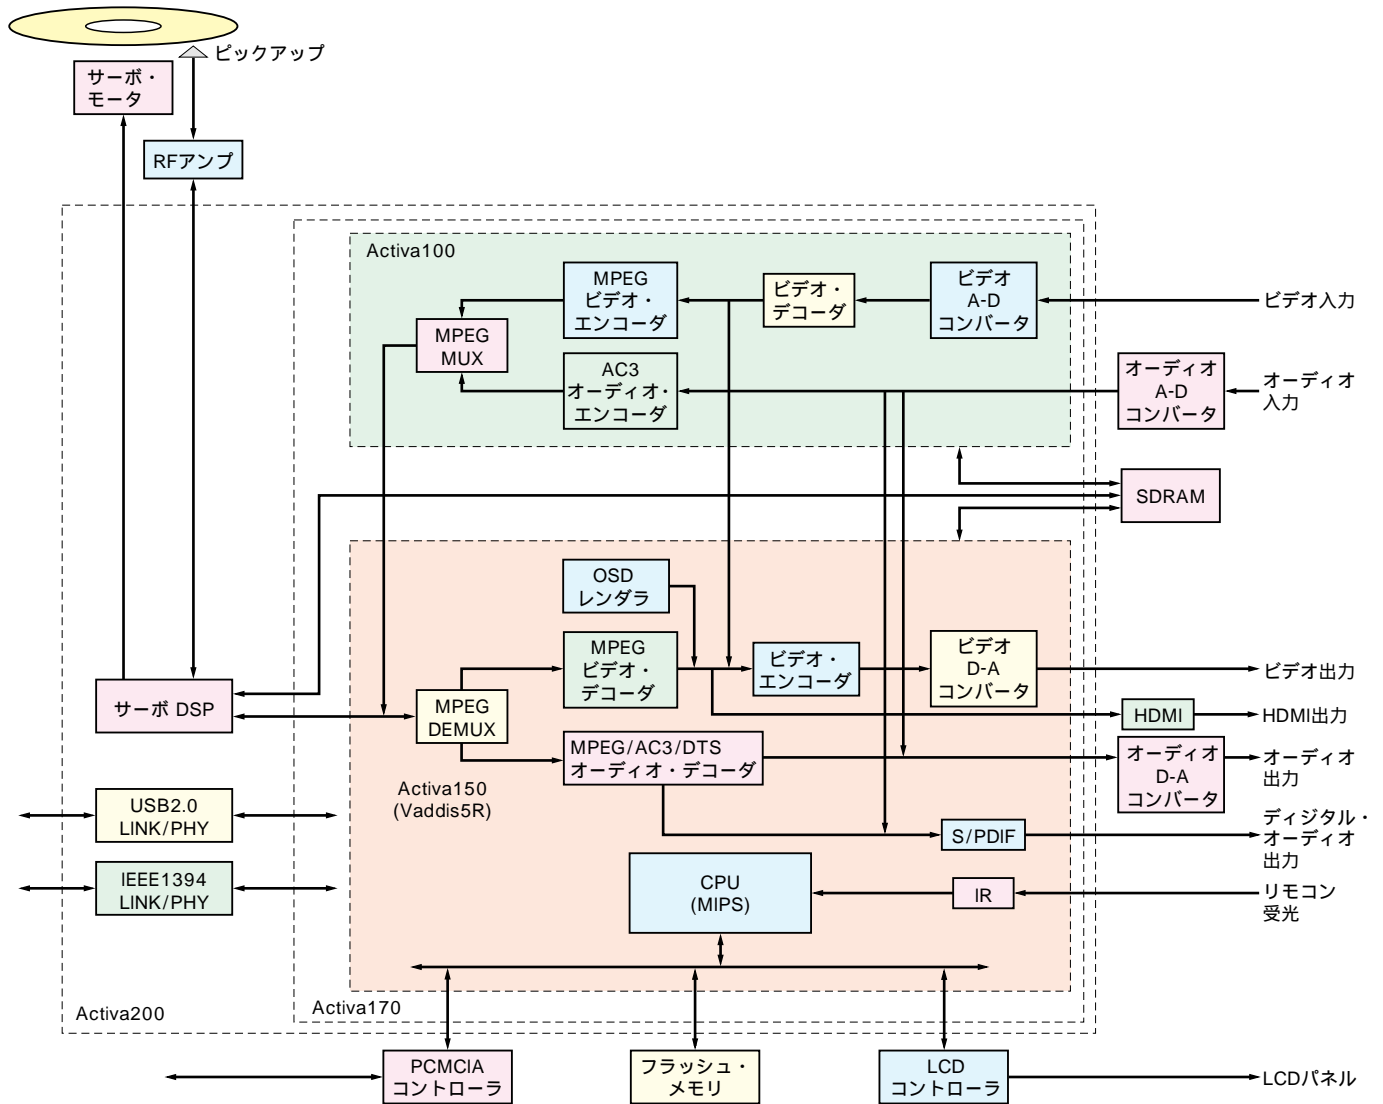 ピックアップ
サーボ・
モータ
RFアンプ
Activa100
MPEG
ビデオ・
エンコーダ
ビデオ・
デコーダ
ビデオ
A-D
コンバータ
ビデオ入力
MPEG
MUX
AC3
オーディオ・
エンコーダ
オーディオ
A-D
コンバータ
オーディオ
入力
SDRAM
OSD
レンダラ
MPEG
ビデオ・
デコーダ
ビデオ・
エンコーダ
ビデオ
D-A
コンバータ
ビデオ出力
サーボ DSP
MPEG
DEMUX
HDMI
HDMI出力
MPEG/AC3/DTS
オーディオ・デコーダ
オーディオ
D-A
コンバータ
オーディオ
出力
Activa150
(Vaddis5R)
USB2.0
LINK/PHY
S/PDIF
ディジタル・
オーディオ
出力
IEEE1394
LINK/PHY
CPU
(MIPS)
IR
リモコン
受光
Activa200
Activa170
PCMCIA
コントローラ
フラッシュ・
メモリ
LCD
コントローラ
LCDパネル